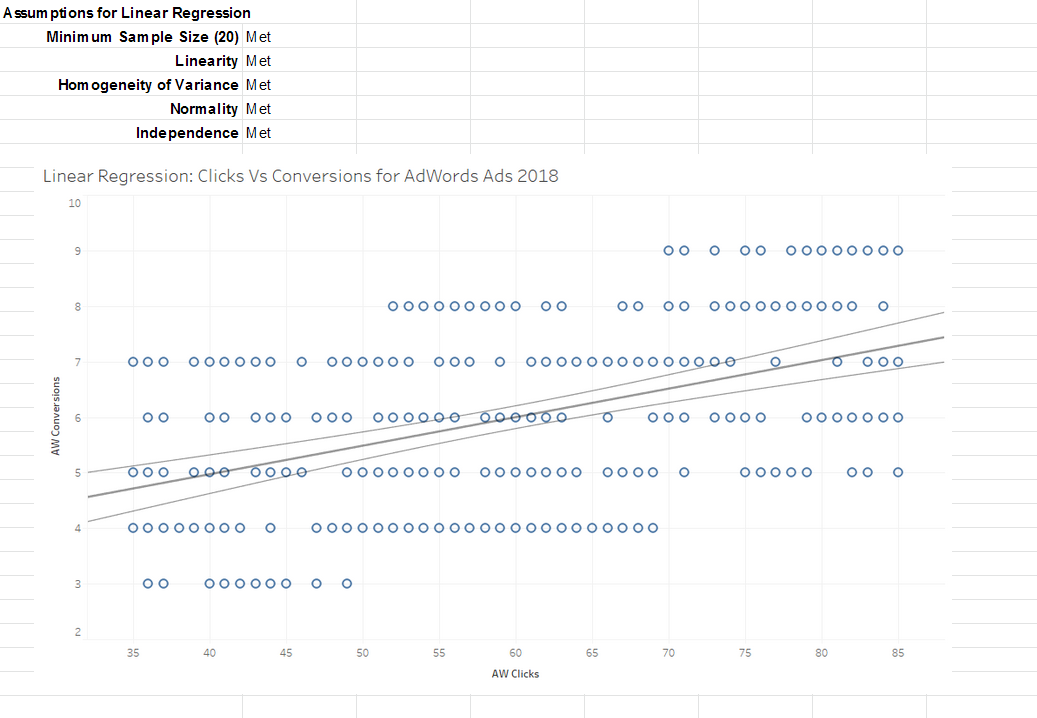 Assumptions for Linear Regression
Minimum Sample Size (20) Met
Linearity Met
Homogeneity of Variance Met
Normality Met
Independence Met
Linear Regression: Clicks Vs Conversions for AdWords Ads 2018
10
9
8
7
6
5
4
3
2
AW Conversions
35 40 45 50 55 60 65 70 75 80 85
AW Clicks